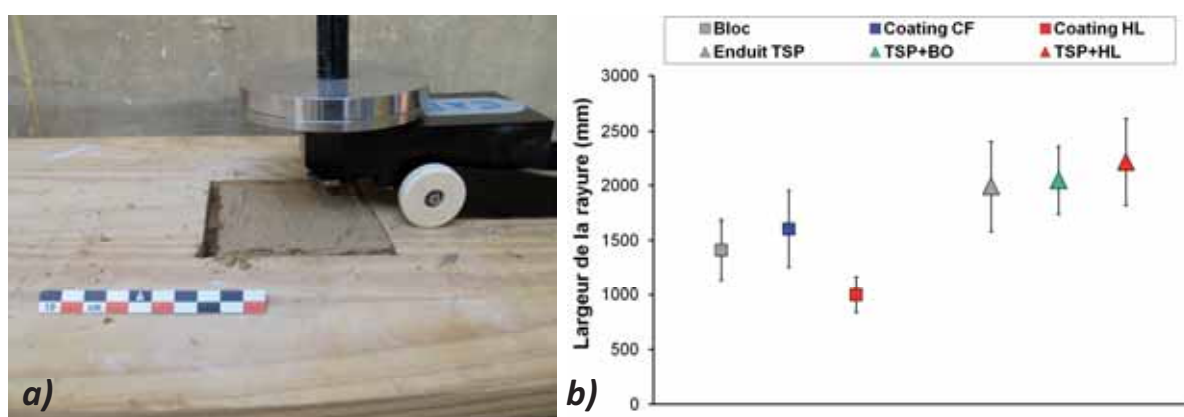 a)
b)
Bloc Coating CF Coating HL
Enduit TSP TSP+BO TSP+HL
Largeur de la rayure (mm)
3000
2500
2000
1500
1000
500
0